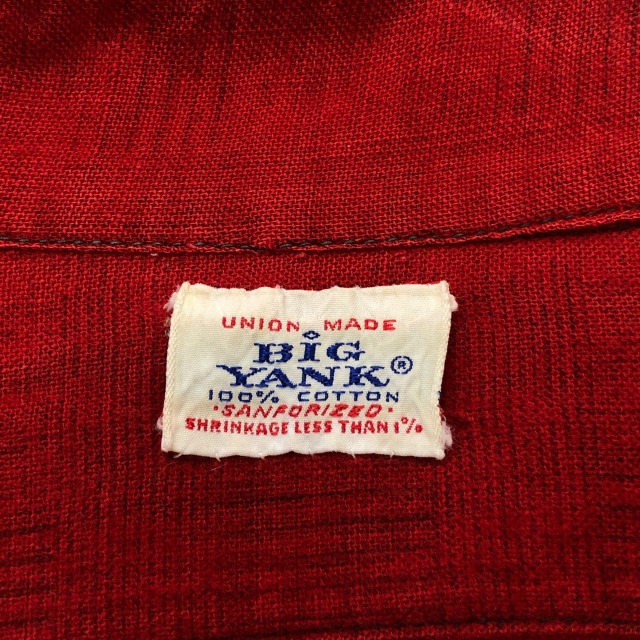 UNION MADE
BiG
YANK®
100% COTTON
·SANFORIZED·
SHRINKAGE LESS THAN 1%